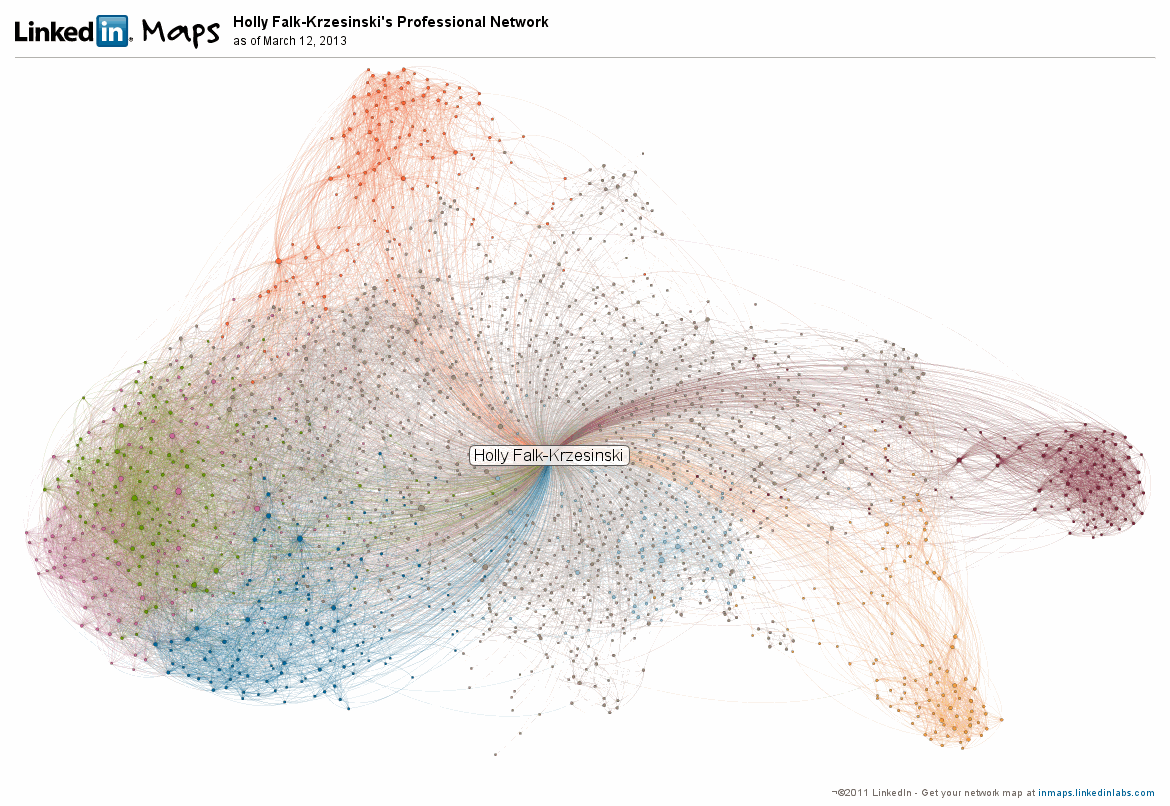 LinkedIn® Maps
Holly Falk-Krzesinski's Professional Network
as of March 12, 2013
Holly Falk-Krzesinski
¬©2011 LinkedIn - Get your network map at inmaps.linkedinlabs.com